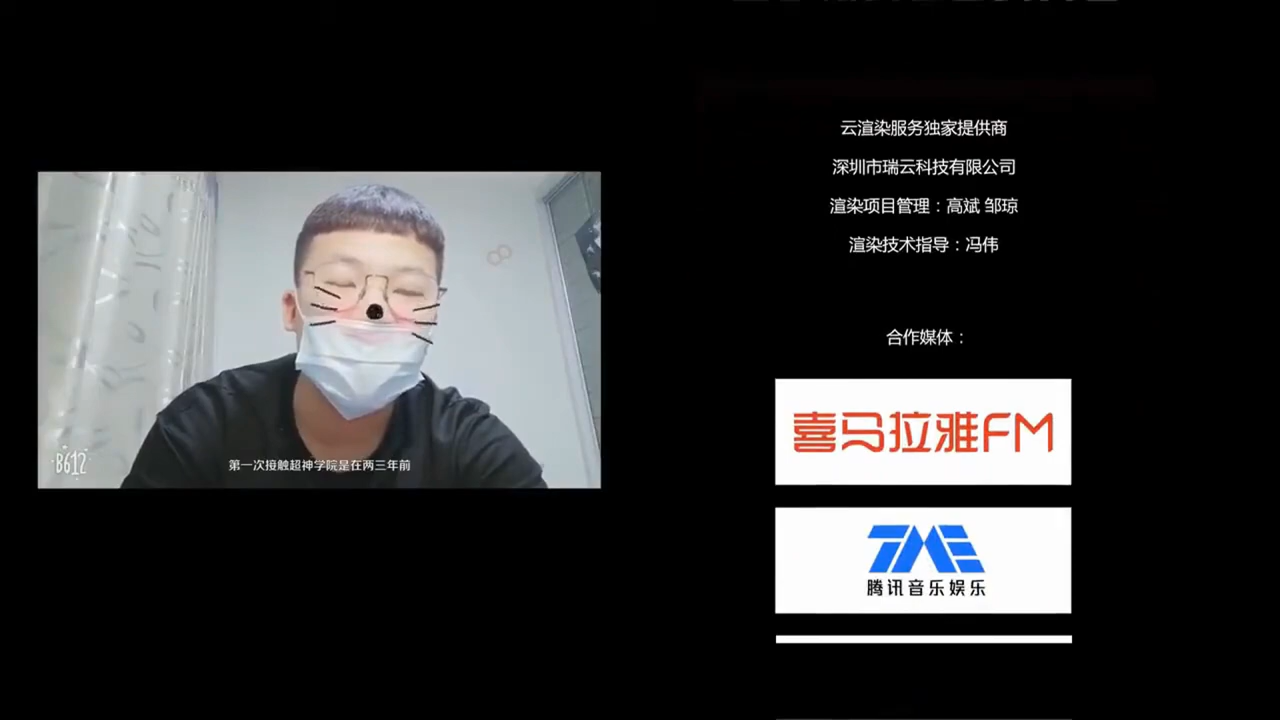 B612
第一次接触超神学院是在两三年前
云渲染服务独家提供商
深圳市瑞云科技有限公司
渲染项目管理：高斌 邹琼
渲染技术指导：冯伟
合作媒体：
喜马拉雅FM
TME
腾讯音乐娱乐